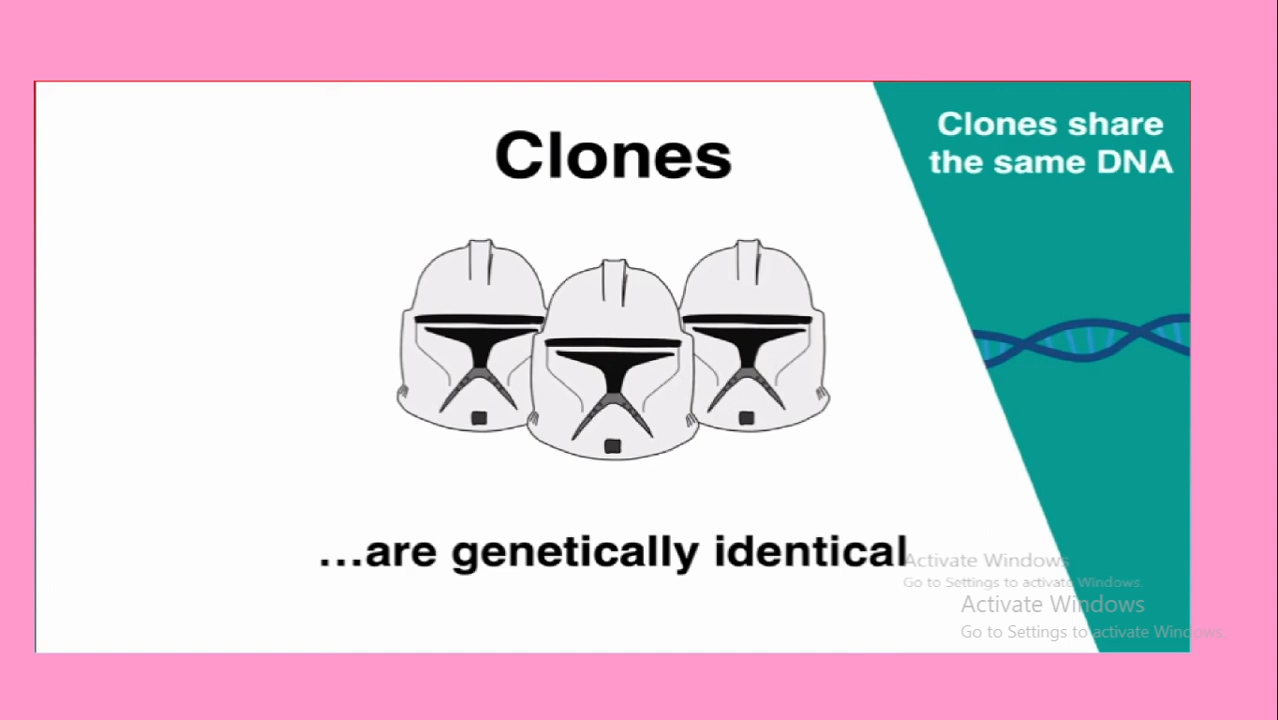 Clones
Clones share
the same DNA
...are genetically identical
Activate Windows
Go to Settings to activate Windows.
Activate Windows
Go to Settings to activate Windows.